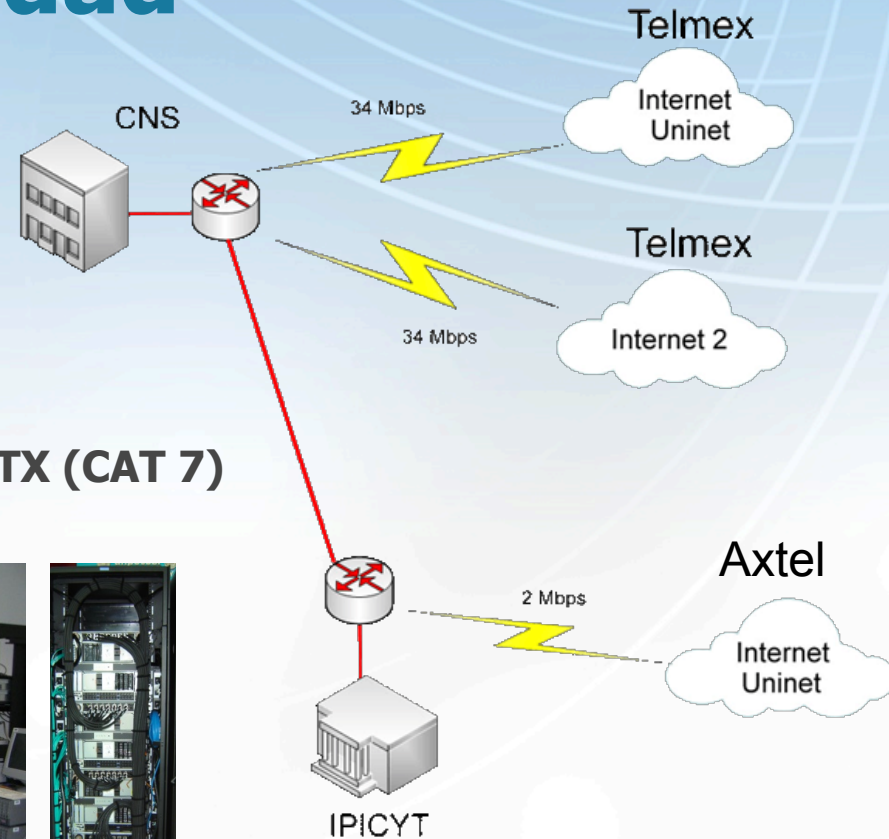 Telmex
CNS
34 Mbps
Internet
Uninet
Telmex
34 Mbps
Internet 2
TX (CAT 7)
Axtel
2 Mbps
Internet
Uninet
IPICYT